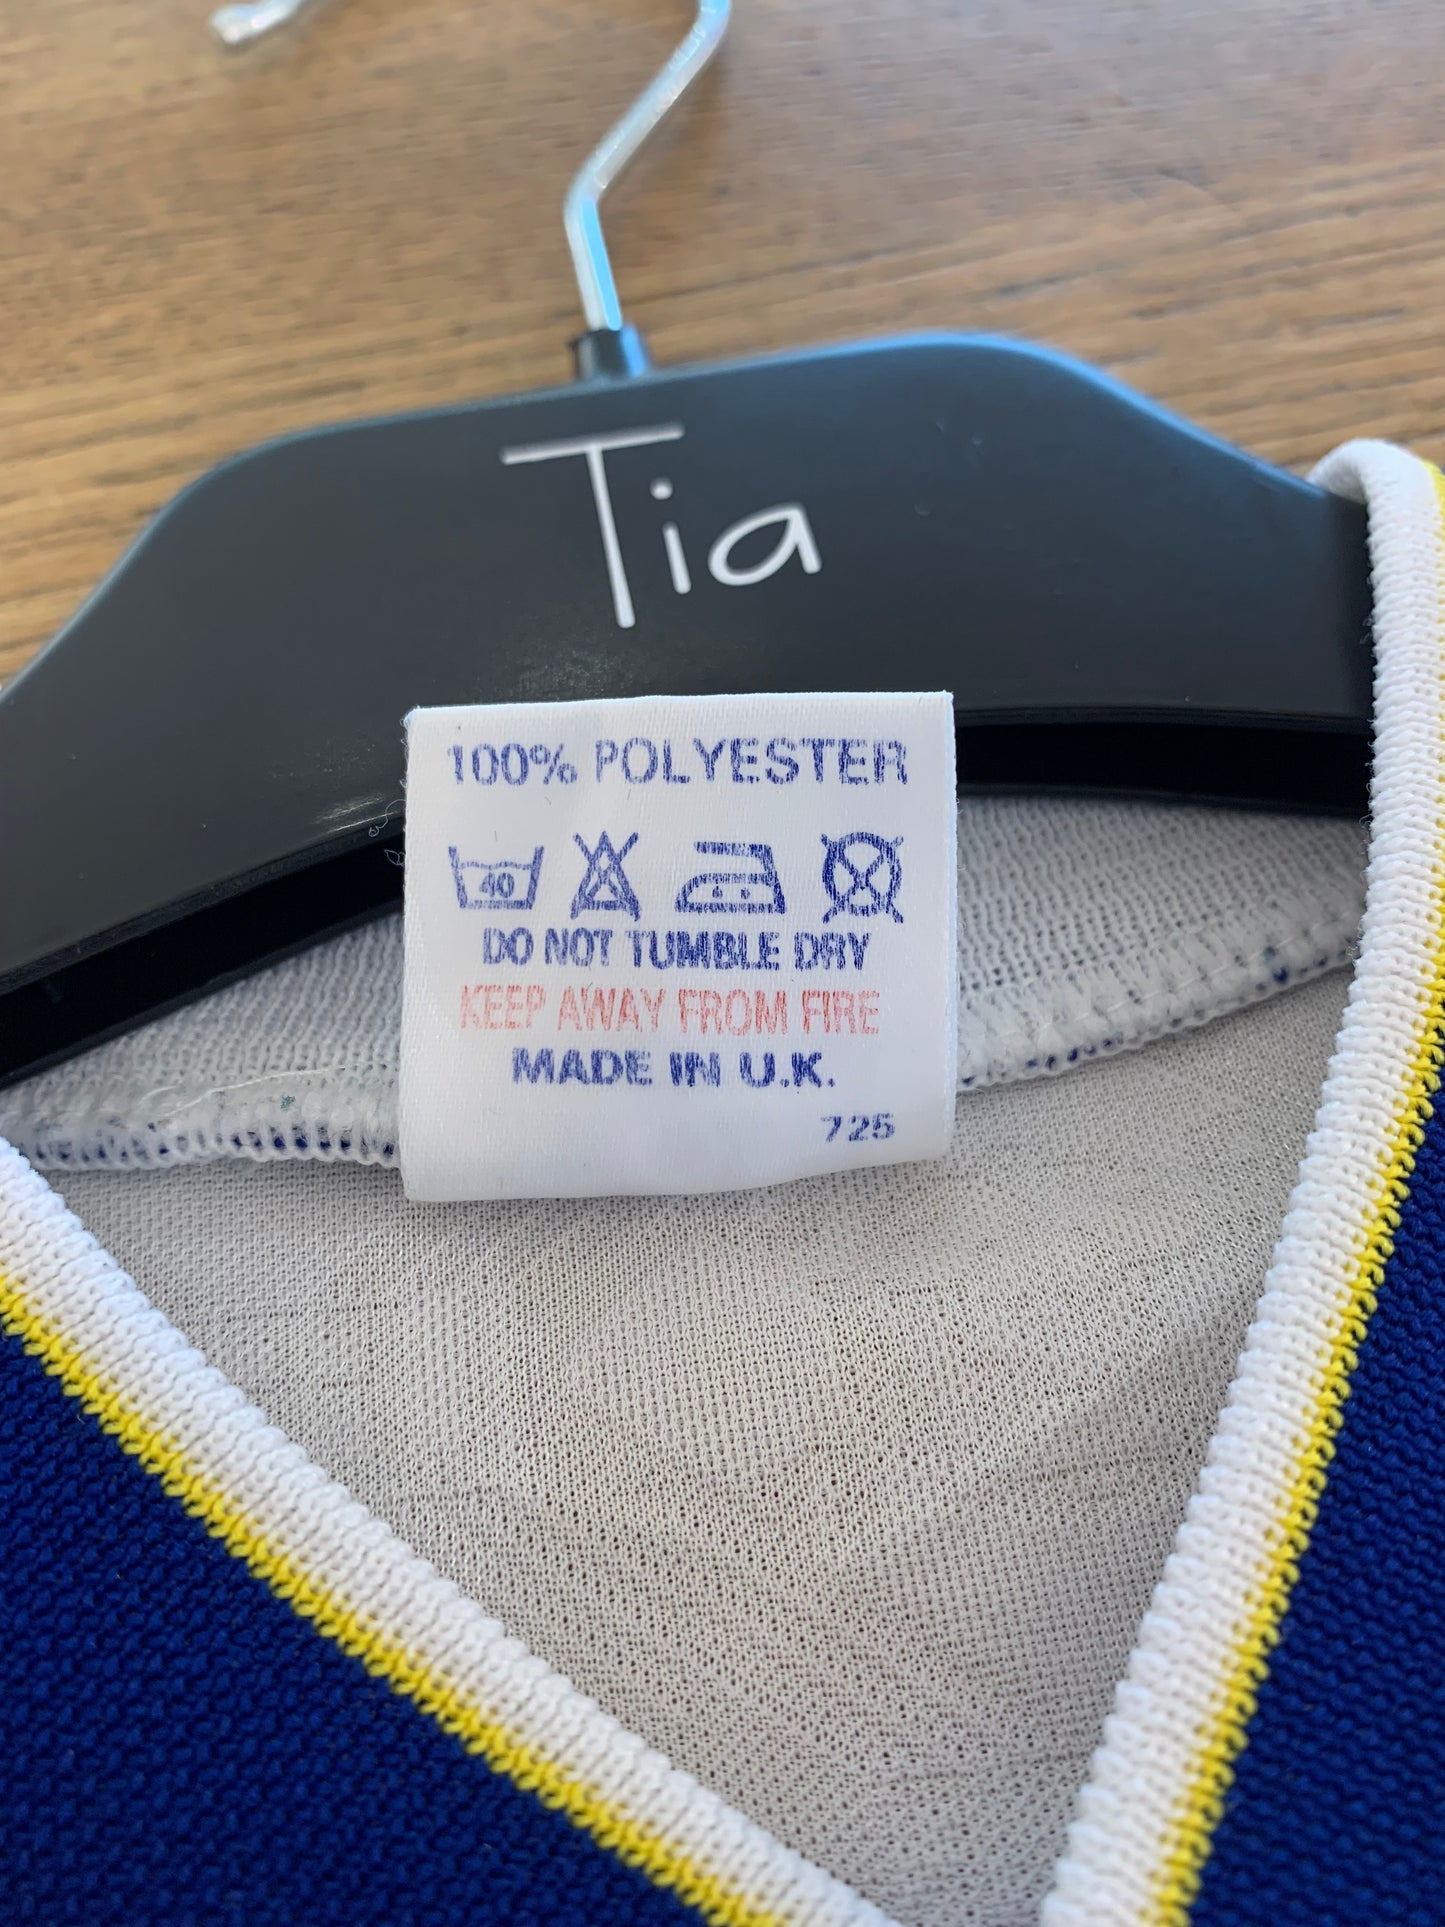 Tia
100% POLYESTER
40
DO NOT TUMBLE DRY
KEEP AWAY FROM FIRE
MADE IN U.K.
725